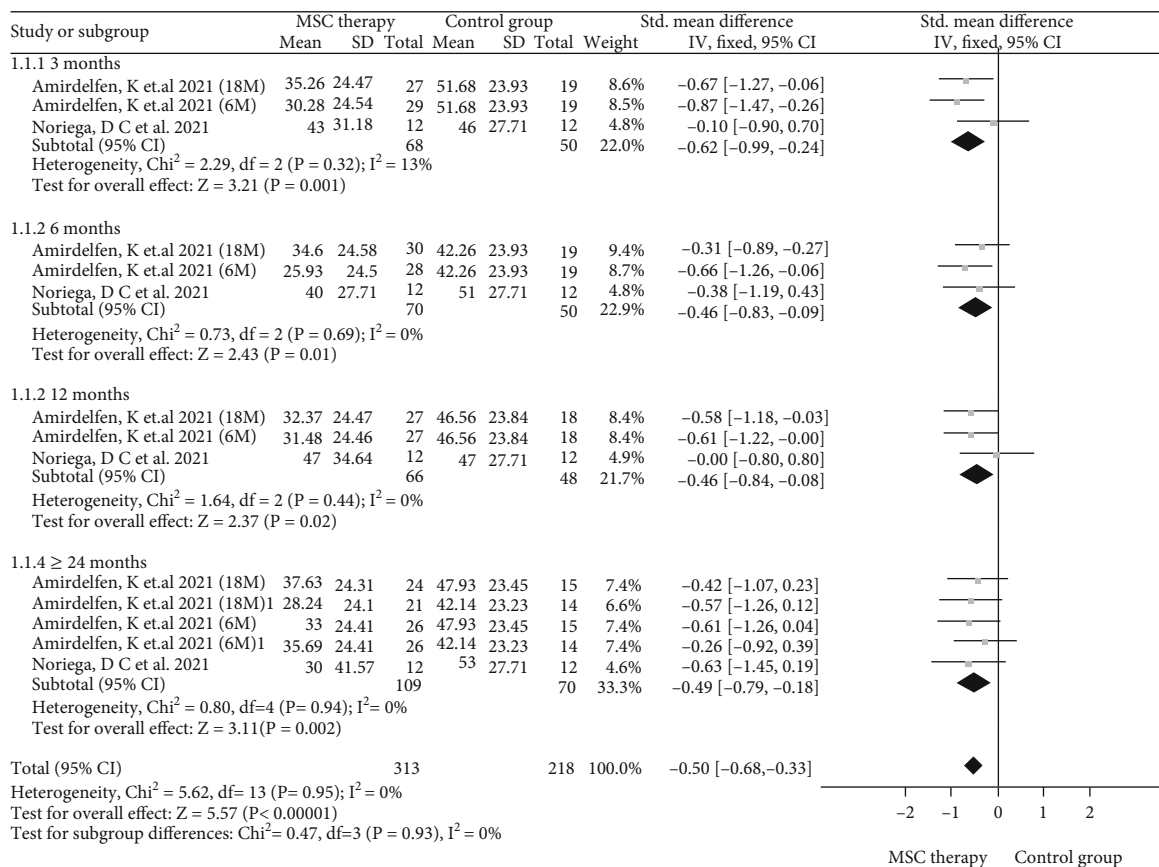 Study or subgroup MSC therapy Control group Std. mean difference Std. mean difference
Mean SD Total Mean SD Total Weight IV, fixed, 95% CI IV, fixed, 95% CI
1.1.1 3 months
Amirdelfen, K et.al 2021 (18M) 35.26 24.47 27 51.68 23.93 19 8.6% −0.67 [−1.27, −0.06]
Amirdelfen, K et.al 2021 (6M) 30.28 24.54 29 51.68 23.93 19 8.5% −0.87 [−1.47, −0.26]
Noriega, D C et al. 2021 43 31.18 12 46 27.71 12 4.8% −0.10 [−0.90, 0.70]
Subtotal (95% CI) 68 50 22.0% −0.62 [−0.99, −0.24]
Heterogeneity, Chi² = 2.29, df = 2 (P = 0.32); I² = 13%
Test for overall effect: Z = 3.21 (P = 0.001)
1.1.2 6 months
Amirdelfen, K et.al 2021 (18M) 34.6 24.58 30 42.26 23.93 19 9.4% −0.31 [−0.89, −0.27]
Amirdelfen, K et.al 2021 (6M) 25.93 24.5 28 42.26 23.93 19 8.7% −0.66 [−1.26, −0.06]
Noriega, D C et al. 2021 40 27.71 12 51 27.71 12 4.8% −0.38 [−1.19, 0.43]
Subtotal (95% CI) 70 50 22.9% −0.46 [−0.83, −0.09]
Heterogeneity, Chi² = 0.73, df = 2 (P = 0.69); I² = 0%
Test for overall effect: Z = 2.43 (P = 0.01)
1.1.2 12 months
Amirdelfen, K et.al 2021 (18M) 32.37 24.47 27 46.56 23.84 18 8.4% −0.58 [−1.18, −0.03]
Amirdelfen, K et.al 2021 (6M) 31.48 24.46 27 46.56 23.84 18 8.4% −0.61 [−1.22, −0.00]
Noriega, D C et al. 2021 47 34.64 12 47 27.71 12 4.9% −0.00 [−0.80, 0.80]
Subtotal (95% CI) 66 48 21.7% −0.46 [−0.84, −0.08]
Heterogeneity, Chi² = 1.64, df = 2 (P = 0.44); I² = 0%
Test for overall effect: Z = 2.37 (P = 0.02)
1.1.4 ≥ 24 months
Amirdelfen, K et.al 2021 (18M) 37.63 24.31 24 47.93 23.45 15 7.4% −0.42 [−1.07, 0.23]
Amirdelfen, K et.al 2021 (18M)1 28.24 24.1 21 42.14 23.23 14 6.6% −0.57 [−1.26, 0.12]
Amirdelfen, K et.al 2021 (6M) 33 24.41 26 47.93 23.45 15 7.4% −0.61 [−1.26, 0.04]
Amirdelfen, K et.al 2021 (6M)1 35.69 24.41 26 42.14 23.23 14 7.4% −0.26 [−0.92, 0.39]
Noriega, D C et al. 2021 30 41.57 12 53 27.71 12 4.6% −0.63 [−1.45, 0.19]
Subtotal (95% CI) 109 70 33.3% −0.49 [−0.79, −0.18]
Heterogeneity, Chi² = 0.80, df=4 (P= 0.94); I²= 0%
Test for overall effect: Z = 3.11(P = 0.002)
Total (95% CI) 313 218 100.0% −0.50 [−0.68,−0.33]
Heterogeneity, Chi² = 5.62, df= 13 (P= 0.95); I² = 0%
Test for overall effect: Z = 5.57 (P< 0.00001)
Test for subgroup differences: Chi²= 0.47, df=3 (P = 0.93), I² = 0%
−2 −1 0 1 2
MSC therapy Control group